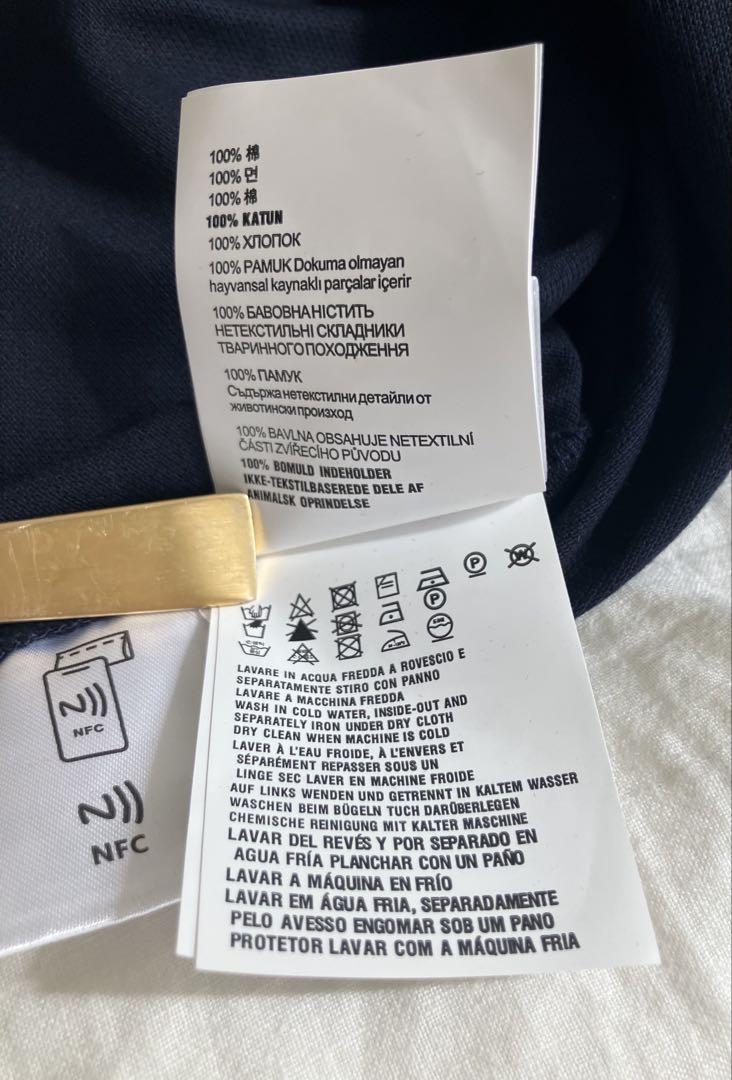 100% 棉
100% 면
100% 棉
100% KATUN
100% ХЛОПОК
100% PAMUK Dokuma olmayan
hayvansal kaynaklı parçalar içerir
100% БАВОВНА НІСТИТЬ
НЕТЕКСТИЛЬНІ СКЛАДНИКИ
ТВАРИННОГО ПОХОДЖЕННЯ
100% ПАМУК
Съдържа нетекстилни детайли от
животински произход
100% BAVLNA OBSAHUJE NETEXTILNÍ
ČÁSTI ZVÍŘECÍHO PŮVODU
100% BOMULD INDEHOLDER
IKKE-TEKSTILBASEREDE DELE AF
ANIMALSK OPRINDELSE
P W
P
LAVARE IN ACQUA FREDDA A ROVESCIO E
SEPARATAMENTE STIRO CON PANNO
LAVARE A MACCHINA FREDDA
WASH IN COLD WATER, INSIDE-OUT AND
SEPARATELY IRON UNDER DRY CLOTH
DRY CLEAN WHEN MACHINE IS COLD
LAVER À L'EAU FROIDE, À L'ENVERS ET
SÉPARÉMENT REPASSER SOUS UN
LINGE SEC LAVER EN MACHINE FROIDE
AUF LINKS WENDEN UND GETRENNT IN KALTEM WASSER
WASCHEN BEIM BÜGELN TUCH DARÜBERLEGEN
CHEMISCHE REINIGUNG MIT KALTER MASCHINE
LAVAR DEL REVÉS Y POR SEPARADO EN
AGUA FRÍA PLANCHAR CON UN PAÑO
LAVAR A MÁQUINA EN FRÍO
LAVAR EM ÁGUA FRIA, SEPARADAMENTE
PELO AVESSO ENGOMAR SOB UM PANO
PROTETOR LAVAR COM A MÁQUINA FRIA
NFC
NFC